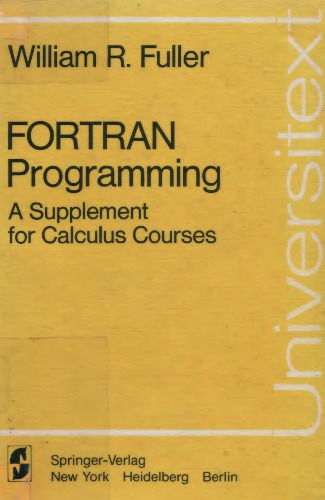 William R. Fuller
FORTRAN
Programming
A Supplement
for Calculus Courses
Universitext
Springer-Verlag
New York Heidelberg Berlin